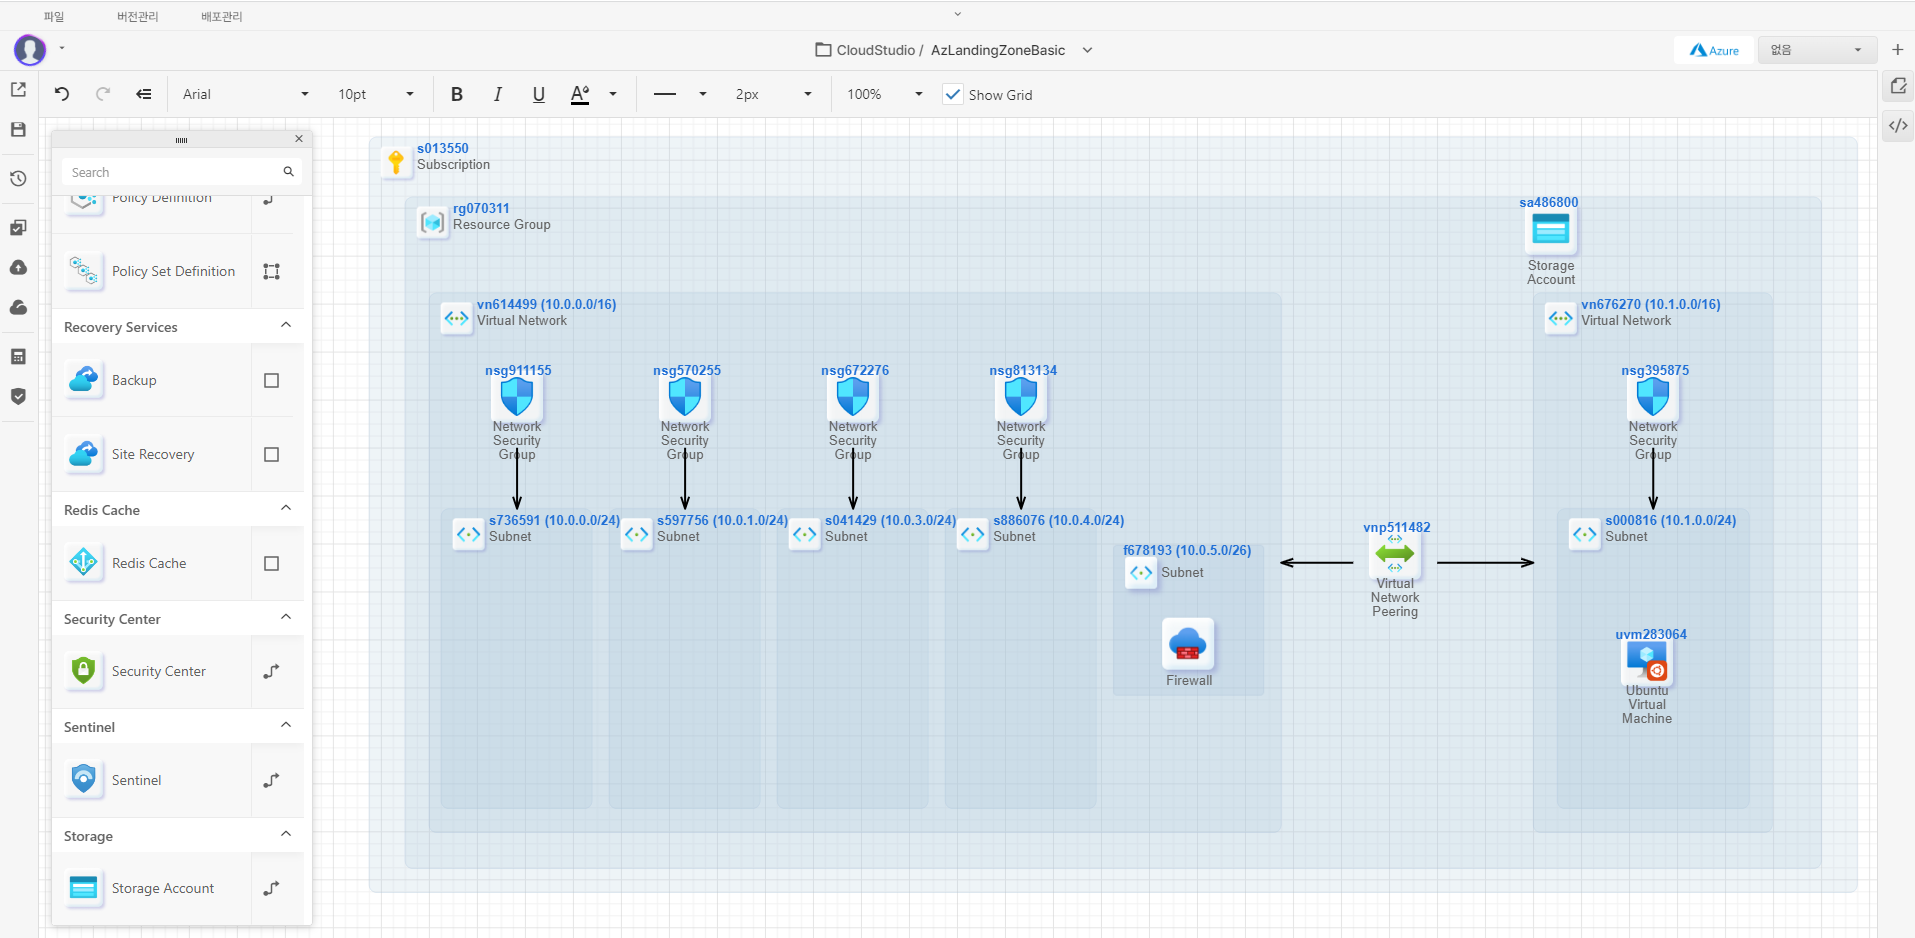 파일
버전관리
배포관리
CloudStudio / AzLandingZoneBasic
Azure
없음
Arial
10pt
B
I
U
A
2px
100%
Show Grid
Search
Policy Definition
Policy Set Definition
Recovery Services
Backup
Site Recovery
Redis Cache
Redis Cache
Security Center
Security Center
Sentinel
Sentinel
Storage
Storage Account
s013550
Subscription
rg070311
Resource Group
sa486800
Storage
Account
vn614499 (10.0.0.0/16)
Virtual Network
vn676270 (10.1.0.0/16)
Virtual Network
nsg911155
Network
Security
Group
nsg570255
Network
Security
Group
nsg672276
Network
Security
Group
nsg813134
Network
Security
Group
nsg395875
Network
Security
Group
s736591 (10.0.0.0/24)
Subnet
s597756 (10.0.1.0/24)
Subnet
s041429 (10.0.3.0/24)
Subnet
s886076 (10.0.4.0/24)
Subnet
f678193 (10.0.5.0/26)
Subnet
Firewall
vnp511482
Virtual
Network
Peering
s000816 (10.1.0.0/24)
Subnet
uvm283064
Ubuntu
Virtual
Machine